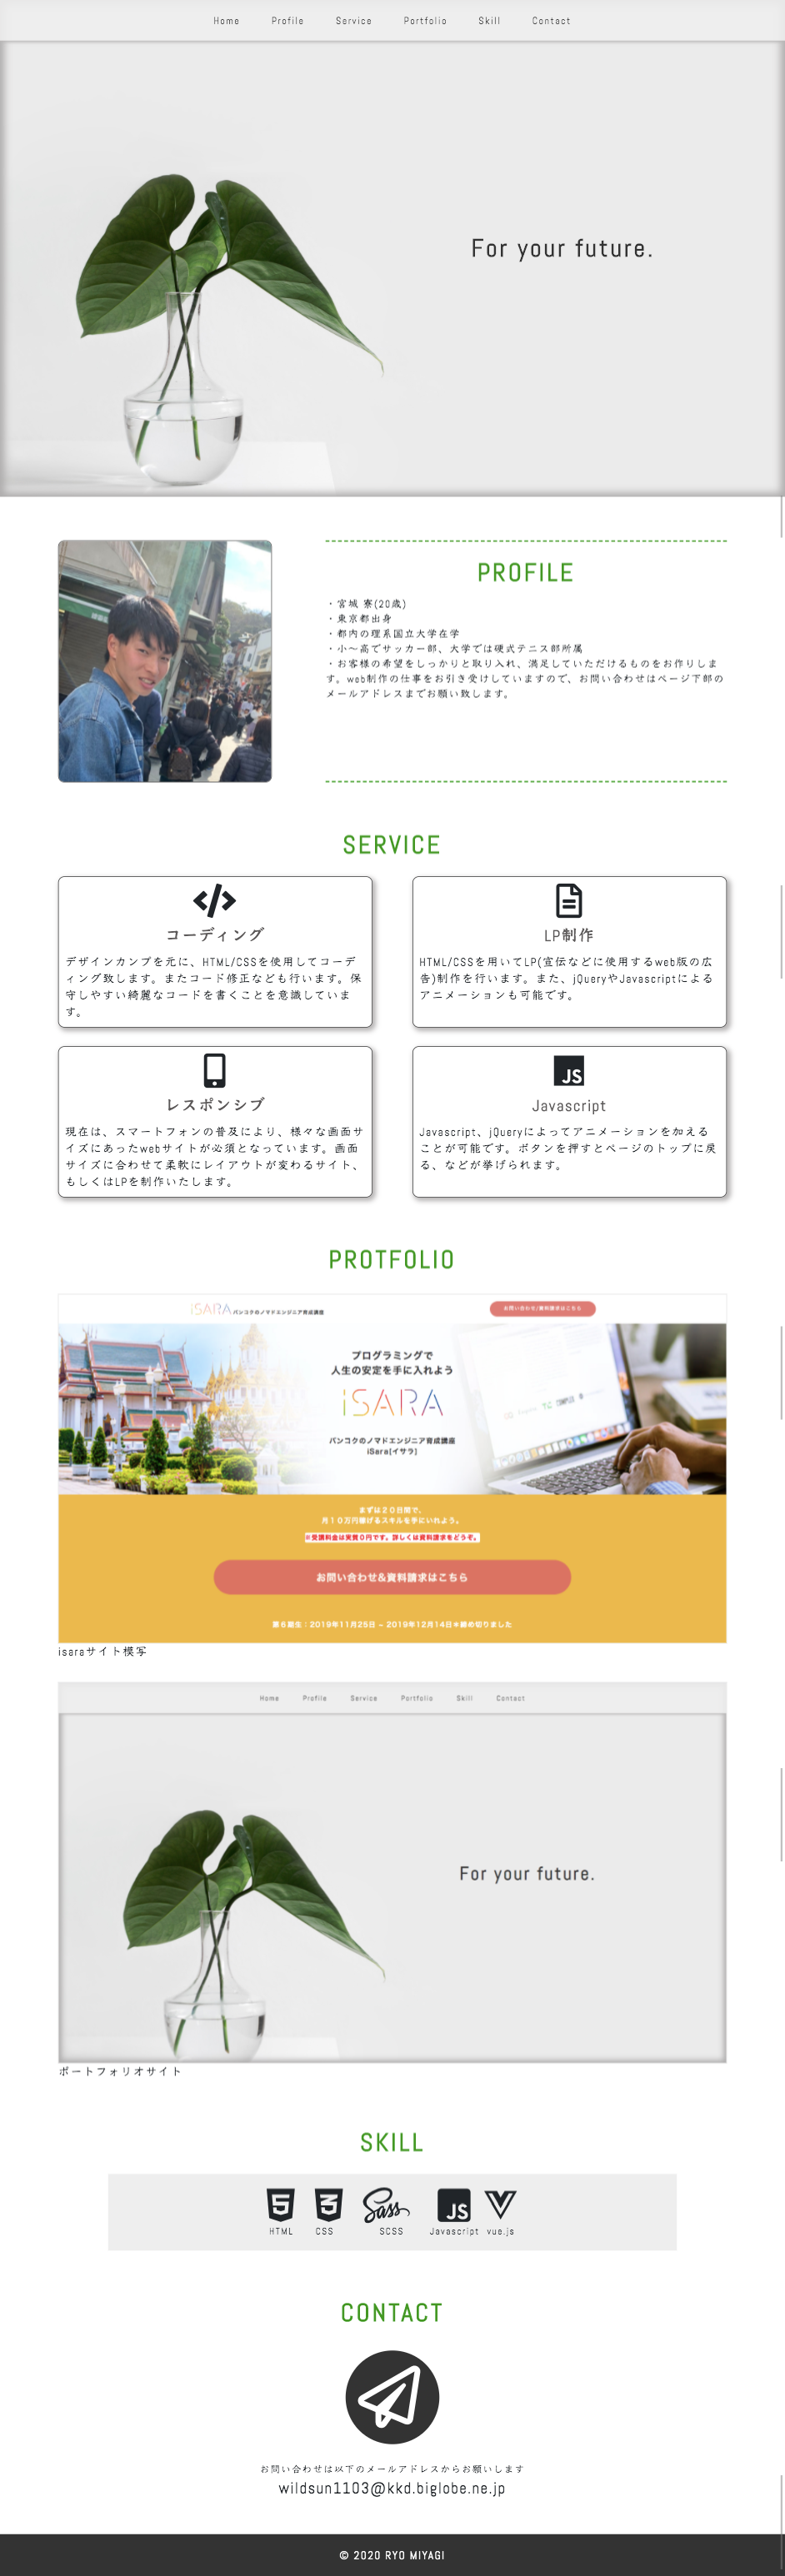 Home Profile Service Portfolio Skill Contact
For your future.
PROFILE
・宮城 寮(20歳)
・東京都出身
・都内の理系国立大学在学
・小〜高でサッカー部、大学では硬式テニス部所属
・お客様の希望をしっかりと取り入れ、満足していただけるものをお作りしま
す。web制作の仕事をお引き受けしていますので、お問い合わせはページ下部の
メールアドレスまでお願い致します。
SERVICE
コーディング
デザインカンプを元に、HTML/CSSを使用してコーデ
ィング致します。またコード修正なども行います。保
守しやすい綺麗なコードを書くことを意識していま
す。
LP制作
HTML/CSSを用いてLP(宣伝などに使用するweb版の広
告)制作を行います。また、jQueryやJavascriptによる
アニメーションも可能です。
レスポンシブ
現在は、スマートフォンの普及により、様々な画面サ
イズにあったwebサイトが必須となっています。画面
サイズに合わせて柔軟にレイアウトが変わるサイト、
もしくはLPを制作いたします。
JS
Javascript
Javascript、jQueryによってアニメーションを加える
ことが可能です。ボタンを押すとページのトップに戻
る、などが挙げられます。
PROTFOLIO
iSARA バンコクのノマドエンジニア育成講座
お問い合わせ/資料請求はこちら
プログラミングで
人生の安定を手に入れよう
iSARA
バンコクのノマドエンジニア育成講座
iSara[イサラ]
まずは２０日間で、
月１０万円稼げるスキルを手にいれよう。
※受講料金は実質０円です。詳しくは資料請求をどうぞ。
お問い合わせ&資料請求はこちら
第６期生：2019年11月25日 – 2019年12月14日※締め切りました
isaraサイト模写
Home Profile Service Portfolio Skill Contact
For your future.
ポートフォリオサイト
SKILL
5 3 Sass JS
HTML CSS SCSS Javascript vue.js
CONTACT
お問い合わせは以下のメールアドレスからお願いします
wildsun1103@kkd.biglobe.ne.jp
© 2020 RYO MIYAGI